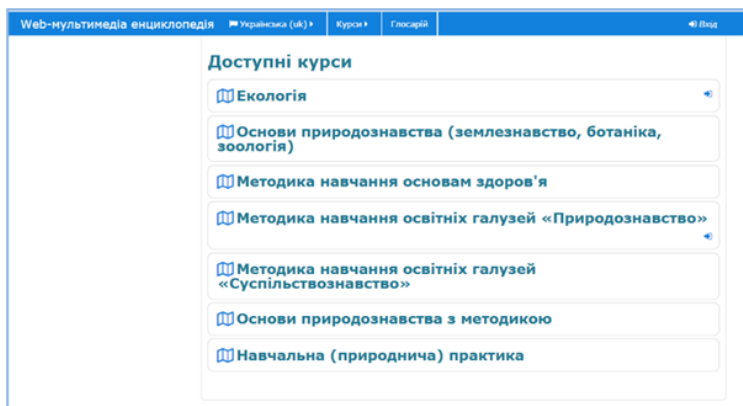 Web-мультимедіа енциклопедія Українська (uk) Курси Глосарій Вхід
Доступні курси
Екологія
Основи природознавства (землезнавство, ботаніка,
зоологія)
Методика навчання основам здоров'я
Методика навчання освітніх галузей «Природознавство»
Методика навчання освітніх галузей
«Суспільствознавство»
Основи природознавства з методикою
Навчальна (природнича) практика